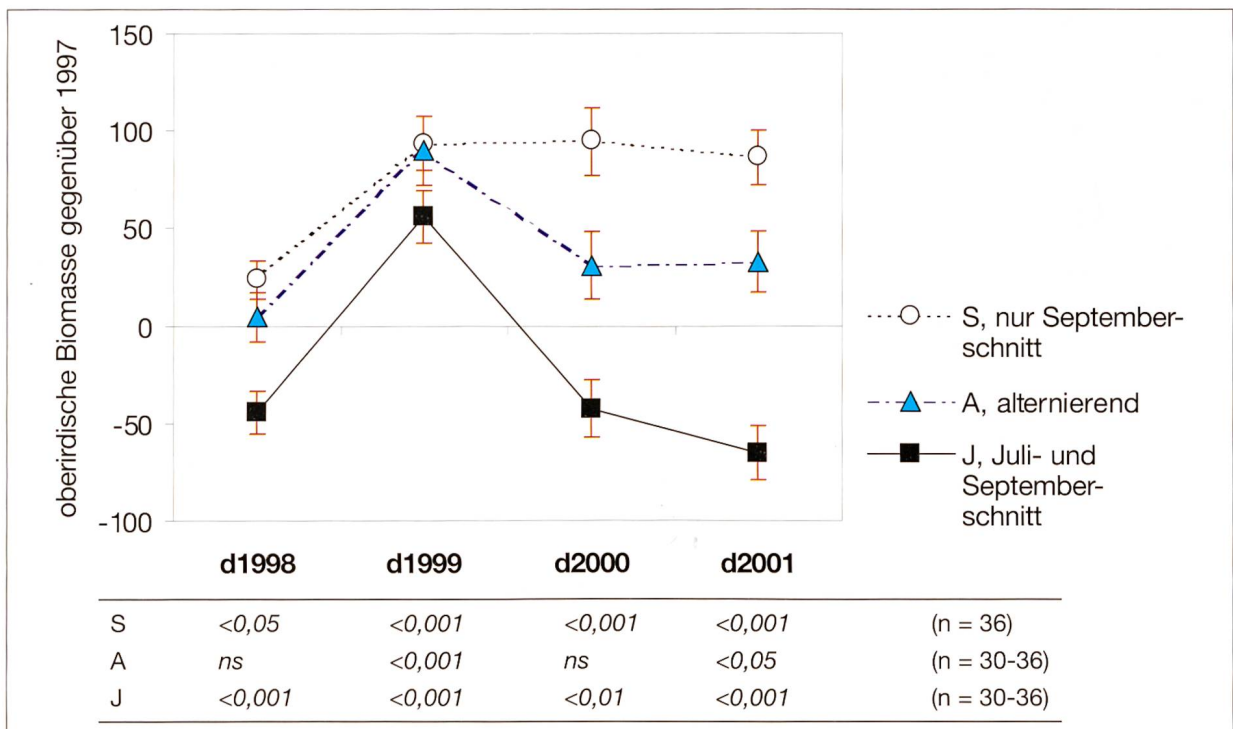 oberirdische Biomasse gegenüber 1997
150
100
50
0
-50
-100
d1998 d1999 d2000 d2001
S, nur September-
schnitt
A, alternierend
J, Juli- und
September-
schnitt
S <0,05 <0,001 <0,001 <0,001 (n = 36)
A ns <0,001 ns <0,05 (n = 30-36)
J <0,001 <0,001 <0,01 <0,001 (n = 30-36)